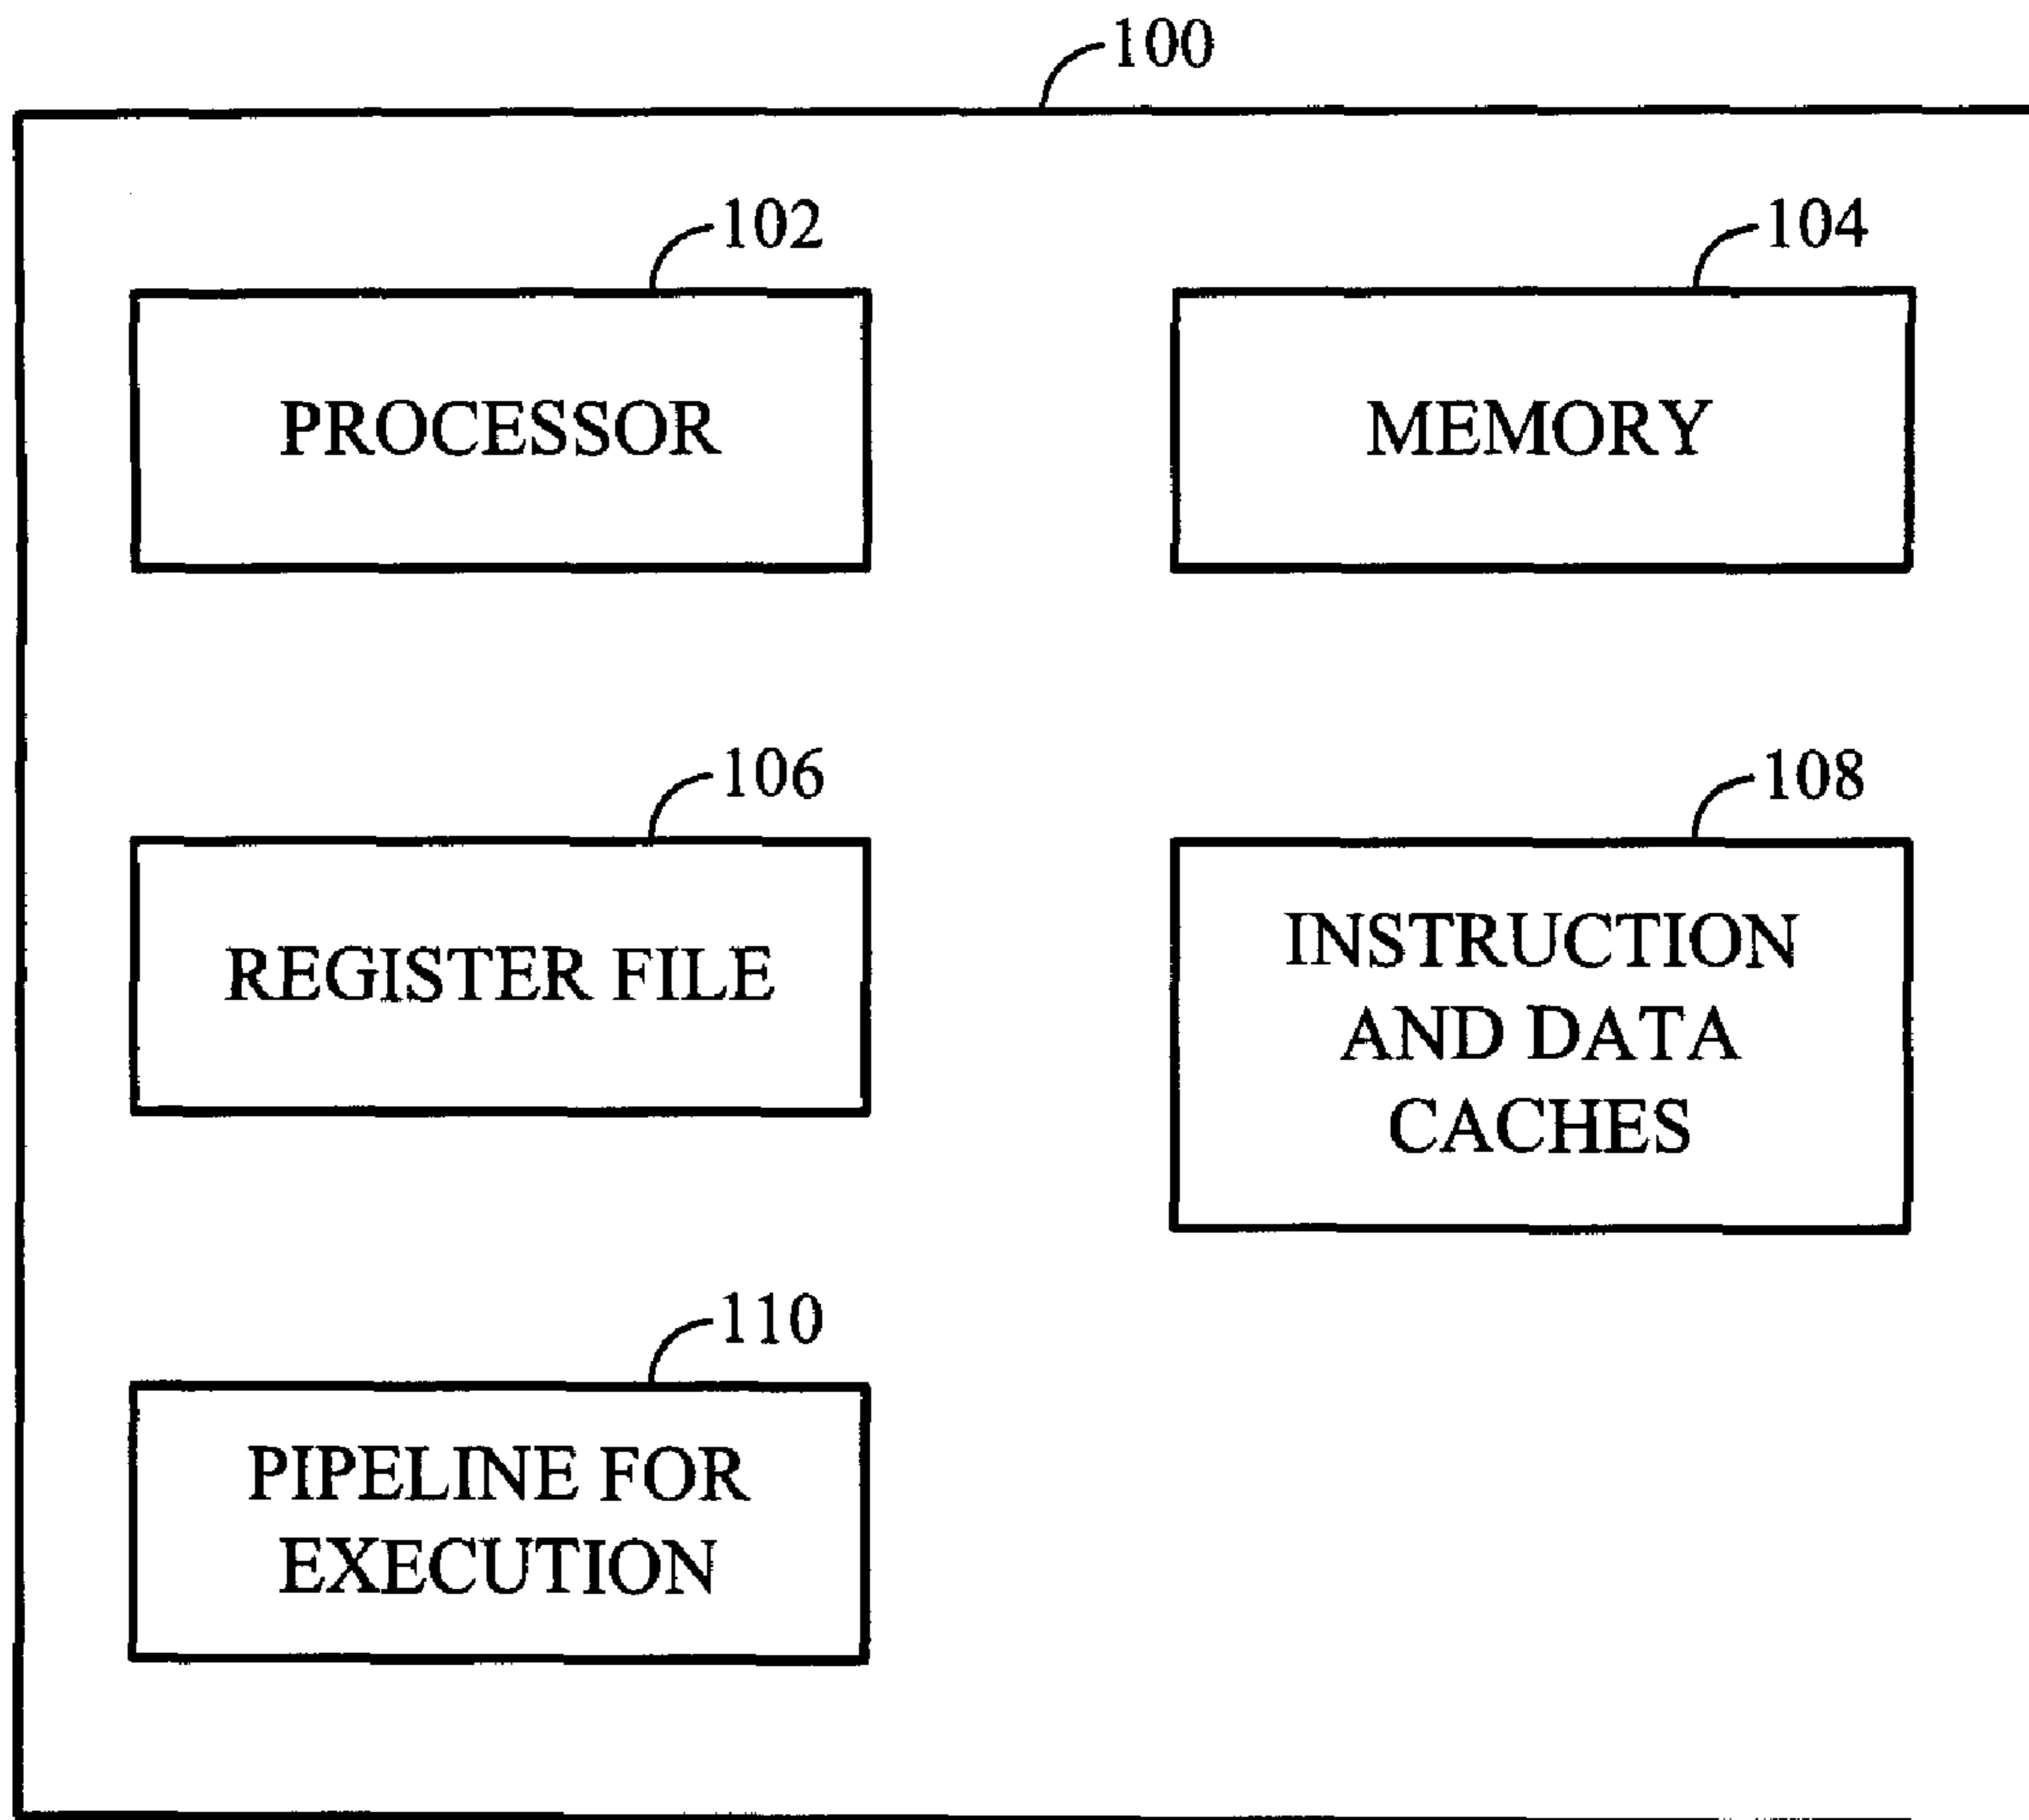 100
102
104
PROCESSOR
MEMORY
106
108
REGISTER FILE
INSTRUCTION
AND DATA
CACHES
110
PIPELINE FOR
EXECUTION